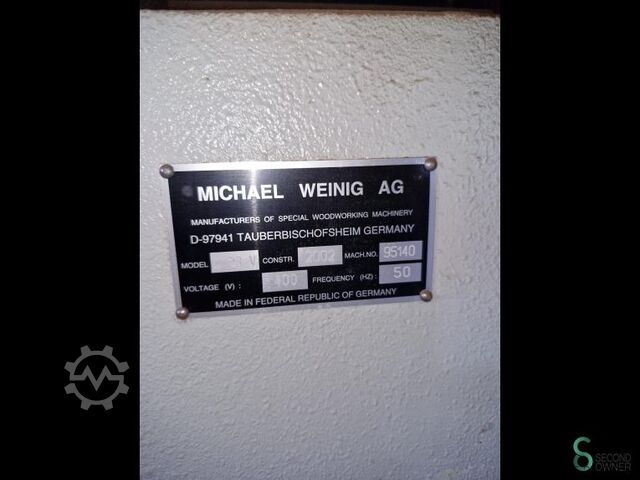 MICHAEL WEINIG AG
MANUFACTURERS OF SPECIAL WOODWORKING MACHINERY
D-97941 TAUBERBISCHOFSHEIM GERMANY
MODEL CONSTR. 2002 MACH.NO. 95140
VOLTAGE (V): 400 FREQUENCY (HZ): 50
MADE IN FEDERAL REPUBLIC OF GERMANY
SECOND
OWNER